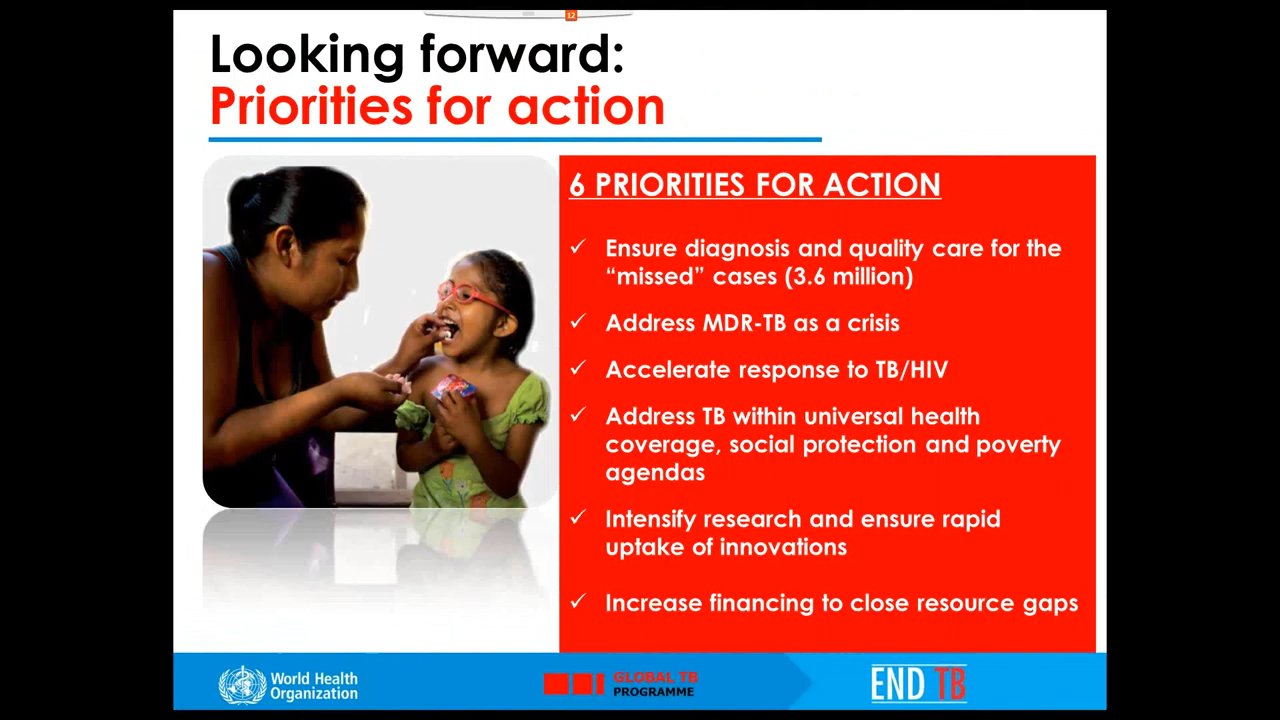 12
Looking forward:
Priorities for action
6 PRIORITIES FOR ACTION
✓ Ensure diagnosis and quality care for the
“missed” cases (3.6 million)
✓ Address MDR-TB as a crisis
✓ Accelerate response to TB/HIV
✓ Address TB within universal health
coverage, social protection and poverty
agendas
✓ Intensify research and ensure rapid
uptake of innovations
✓ Increase financing to close resource gaps
World Health
Organization
GLOBAL TB
PROGRAMME
END TB